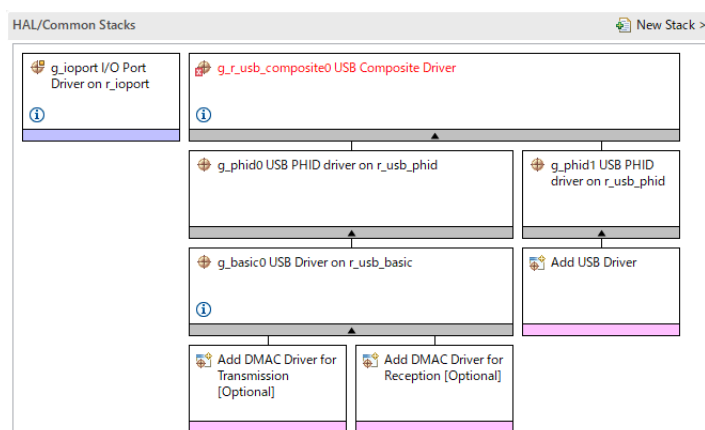 HAL/Common Stacks
New Stack >
g_ioport I/O Port
Driver on r_ioport
g_r_usb_composite0 USB Composite Driver
g_phid0 USB PHID driver on r_usb_phid
g_phid1 USB PHID
driver on r_usb_phid
g_basic0 USB Driver on r_usb_basic
Add USB Driver
Add DMAC Driver for
Transmission
[Optional]
Add DMAC Driver for
Reception [Optional]